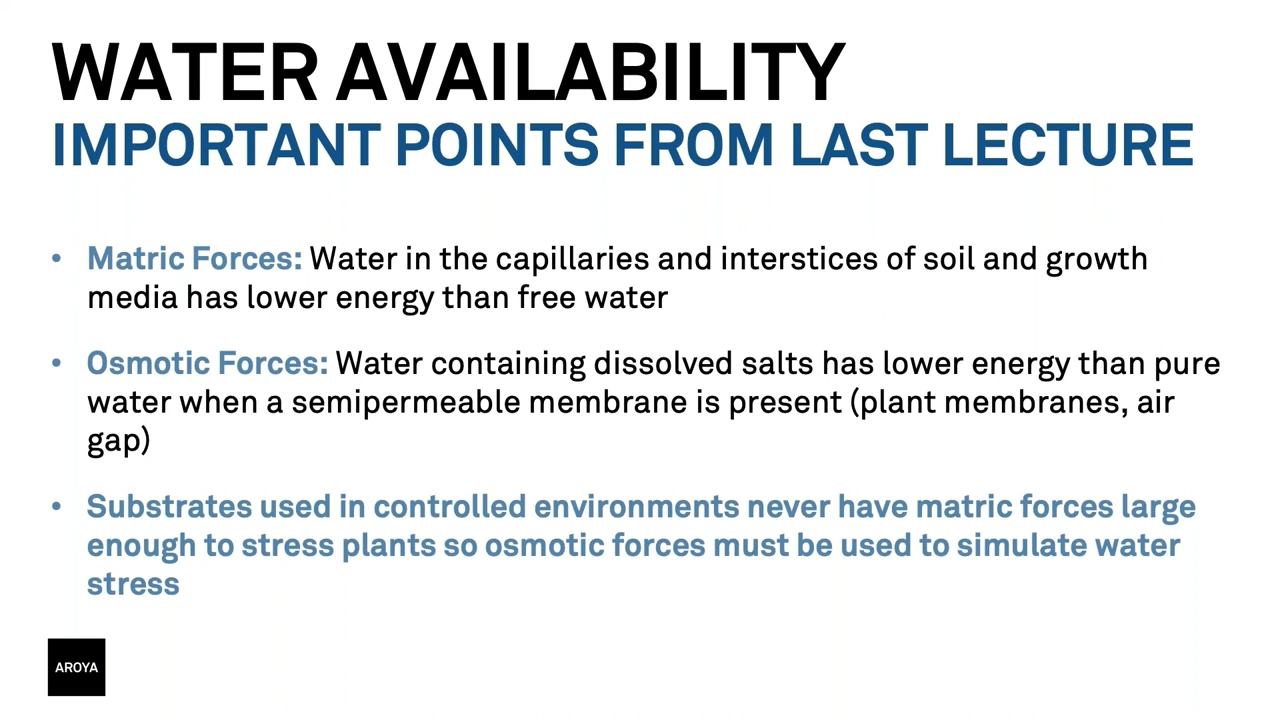 WATER AVAILABILITY
IMPORTANT POINTS FROM LAST LECTURE
• Matric Forces: Water in the capillaries and interstices of soil and growth
media has lower energy than free water
• Osmotic Forces: Water containing dissolved salts has lower energy than pure
water when a semipermeable membrane is present (plant membranes, air
gap)
• Substrates used in controlled environments never have matric forces large
enough to stress plants so osmotic forces must be used to simulate water
stress
AROYA